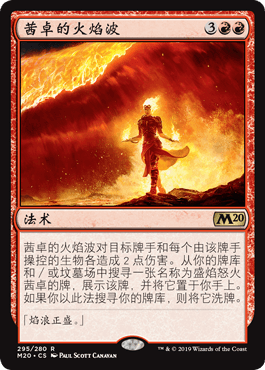 茜卓的火焰波 3
法术
M20
茜卓的火焰波对目标牌手和每个由该牌手
操控的生物各造成2点伤害。从你的牌库
和/或坟墓场中搜寻一张名称为盛焰怒火
茜卓的牌，展示该牌，并将它置于你手上。
如果你以此法搜寻你的牌库，则将它洗牌。
「焰浪正盛。」
295/280 R
M20 • CS PAUL SCOTT CANAVAN
™ & © 2019 Wizards of the Coast